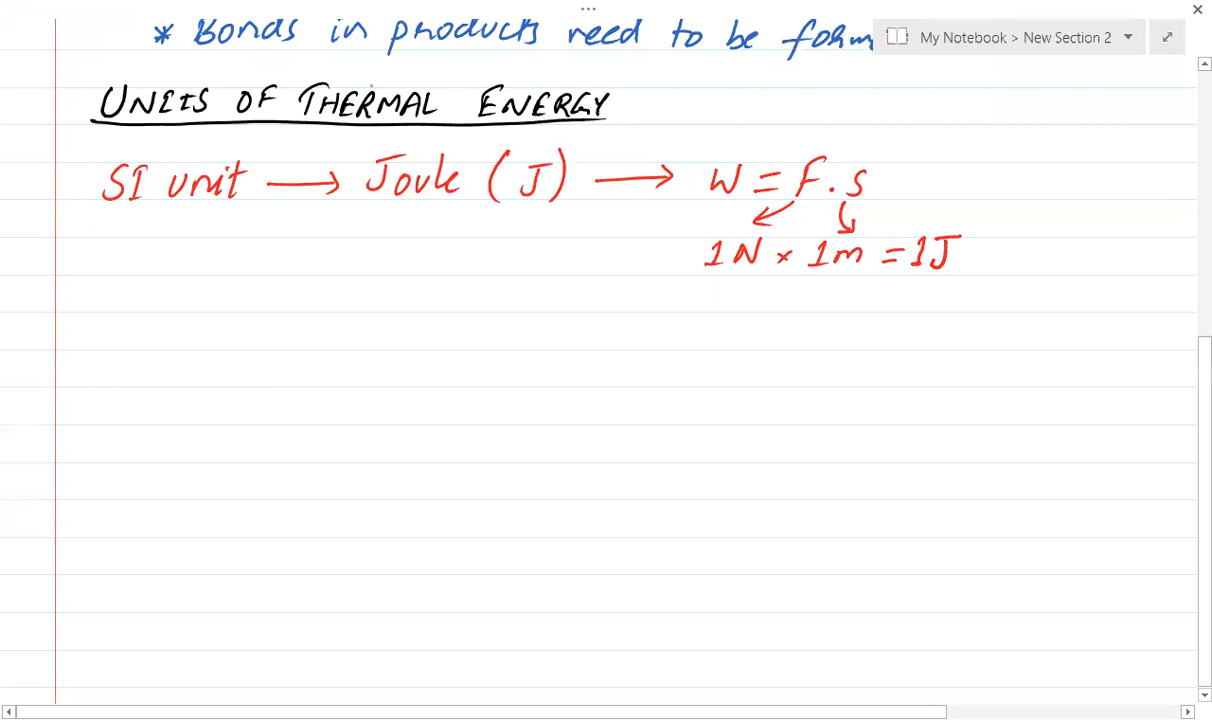 * Bonds in products need to be form
My Notebook > New Section 2
UNITS OF THERMAL ENERGY
SI unit → Joule (J) → W = F.s
1N × 1m = 1J